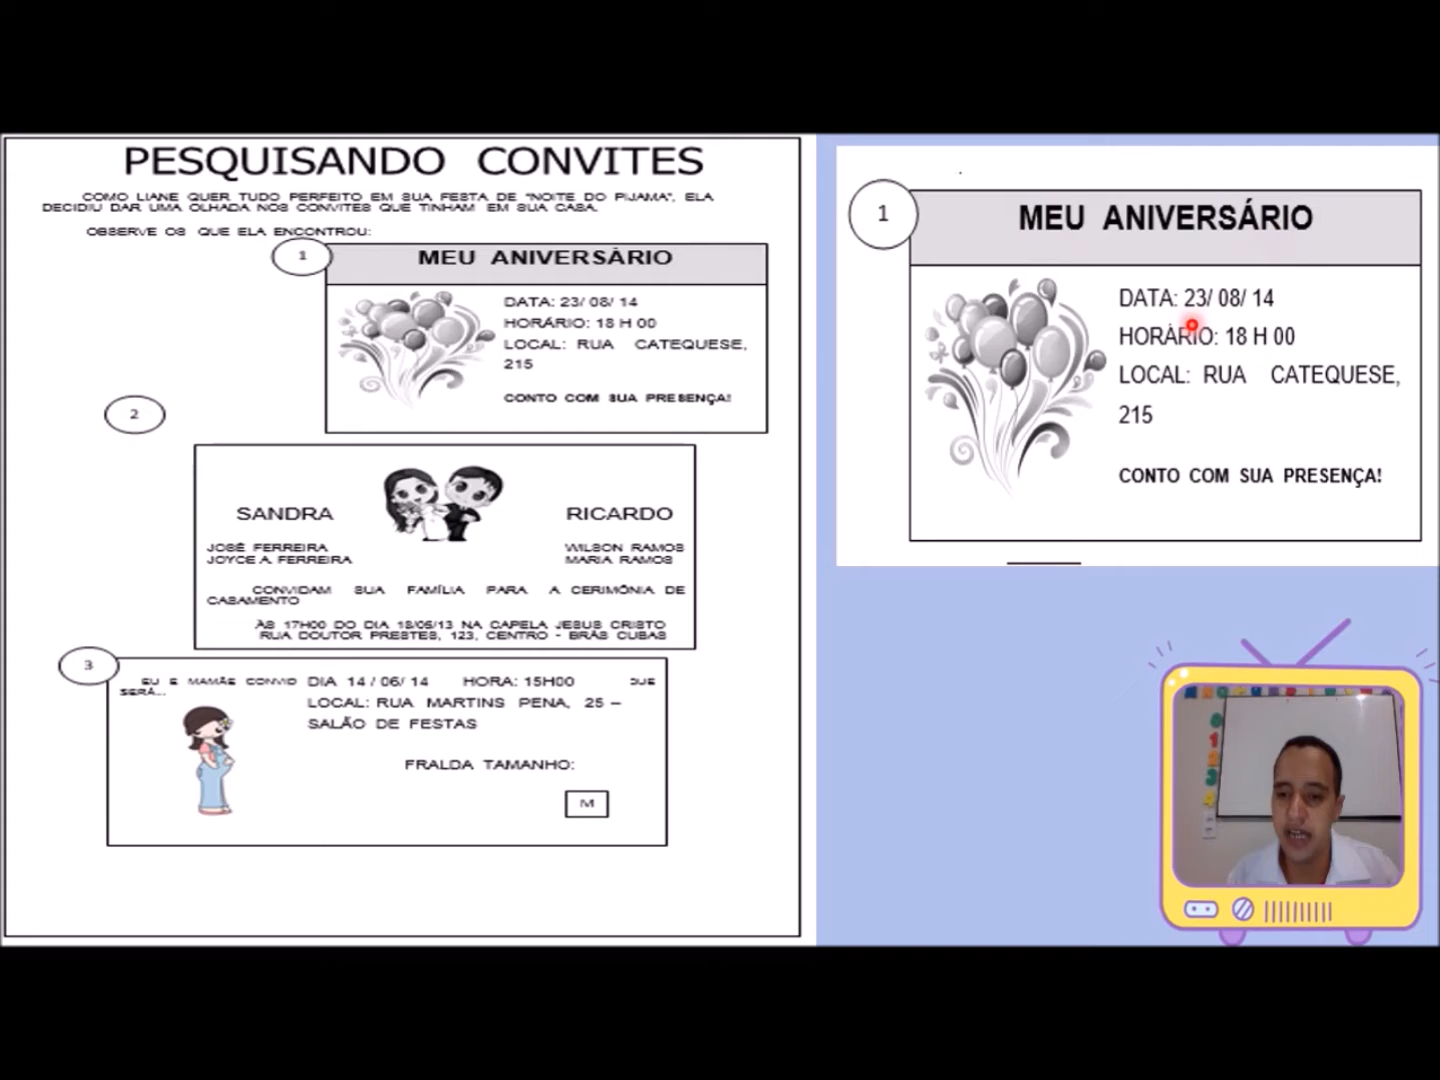 PESQUISANDO CONVITES
COMO LIANE QUER TUDO PERFEITO EM SUA FESTA DE "NOITE DO PIJAMA", ELA
DECIDIU DAR UMA OLHADA NOS CONVITES QUE TINHAM EM SUA CASA.
OBSERVE OS QUE ELA ENCONTROU:
1
MEU ANIVERSÁRIO
DATA: 23/ 08/ 14
HORÁRIO: 18 H 00
LOCAL: RUA CATEQUESE,
215
CONTO COM SUA PRESENÇA!
2
SANDRA
RICARDO
JOSÉ FERREIRA
JOYCE A. FERREIRA
WILSON RAMOS
MARIA RAMOS
CONVIDAM SUA FAMÍLIA PARA A CERIMÔNIA DE
CASAMENTO
ÀS 17H00 DO DIA 18/05/13 NA CAPELA JESUS CRISTO
RUA DOUTOR PRESTES, 123, CENTRO - BRÁS CUBAS
3
EU E MAMÃE CONVID
SERÁ...
DIA 14 / 06/ 14 HORA: 15H00
LOCAL: RUA MARTINS PENA, 25 –
SALÃO DE FESTAS
FRALDA TAMANHO:
M
1
MEU ANIVERSÁRIO
DATA: 23/ 08/ 14
HORÁRIO: 18 H 00
LOCAL: RUA CATEQUESE,
215
CONTO COM SUA PRESENÇA!